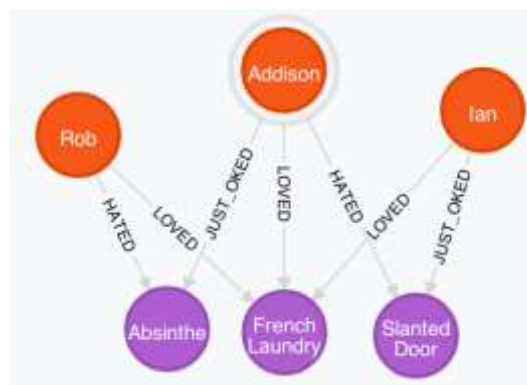 Addison
Rob
Ian
HATED
LOVED
JUST_OKED
LOVED
HATED
LOVED
JUST_OKED
Absinthe
French
Laundry
Slanted
Door